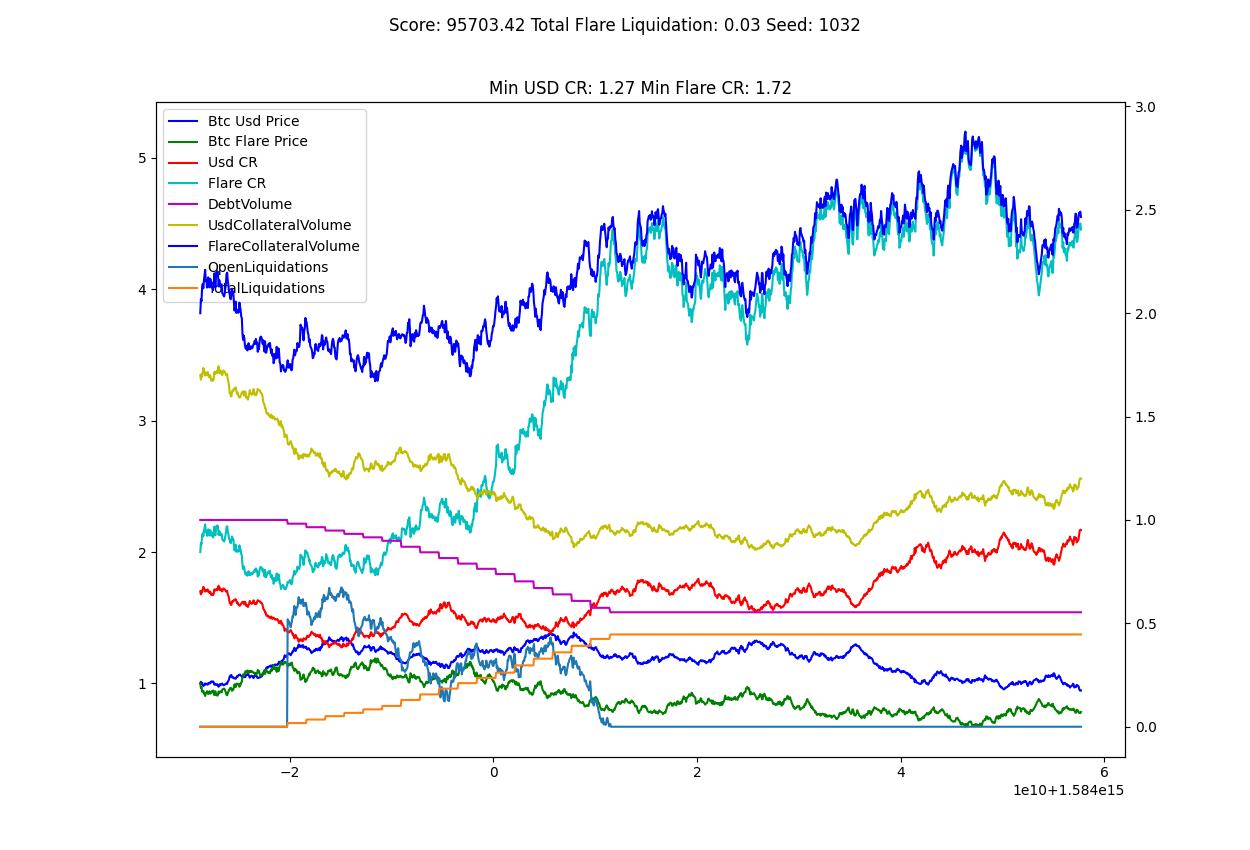 Score: 95703.42 Total Flare Liquidation: 0.03 Seed: 1032
Min USD CR: 1.27 Min Flare CR: 1.72
Btc Usd Price
Btc Flare Price
Usd CR
Flare CR
DebtVolume
UsdCollateralVolume
FlareCollateralVolume
OpenLiquidations
TotalLiquidations
5
4
3
2
1
3.0
2.5
2.0
1.5
1.0
0.5
0.0
−2
0
2
4
6
1e10+1.584e15